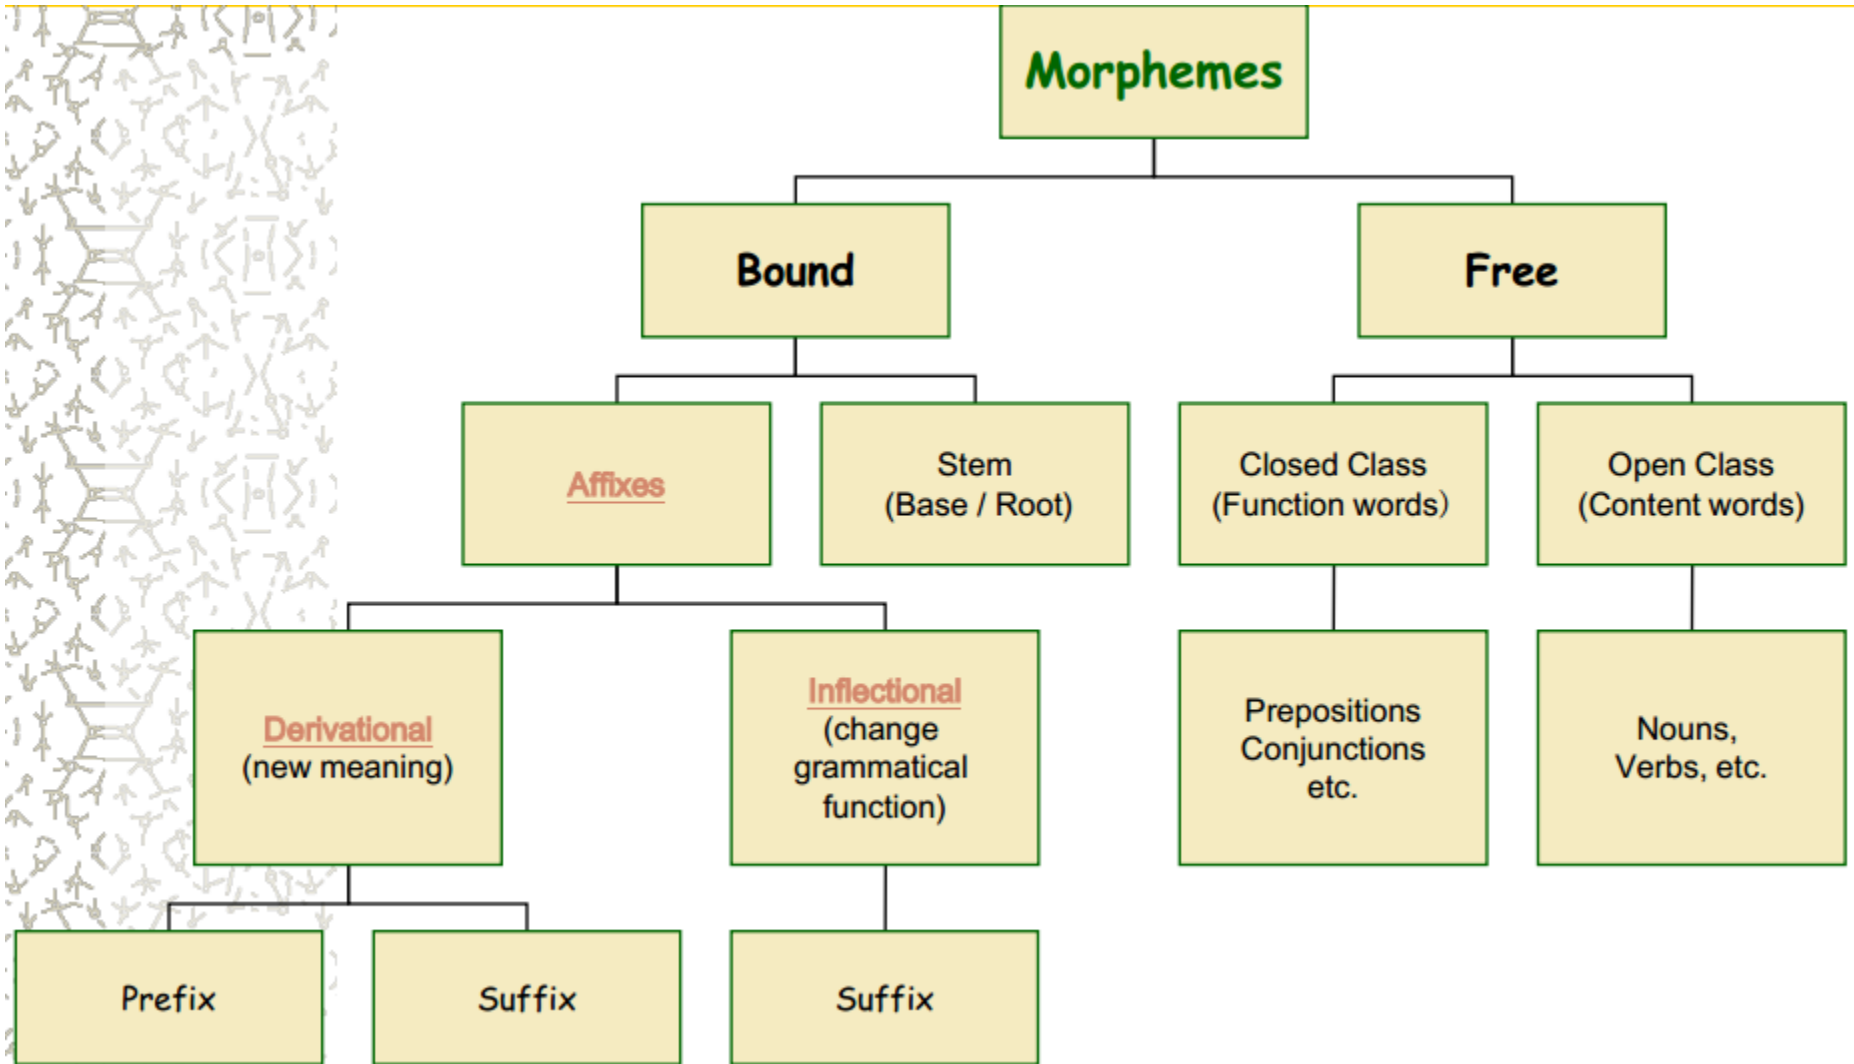 Morphemes
Bound
Free
Affixes
Stem
(Base / Root)
Closed Class
(Function words）
Open Class
(Content words)
Derivational
(new meaning)
Inflectional
(change
grammatical
function)
Prepositions
Conjunctions
etc.
Nouns,
Verbs, etc.
Prefix
Suffix
Suffix